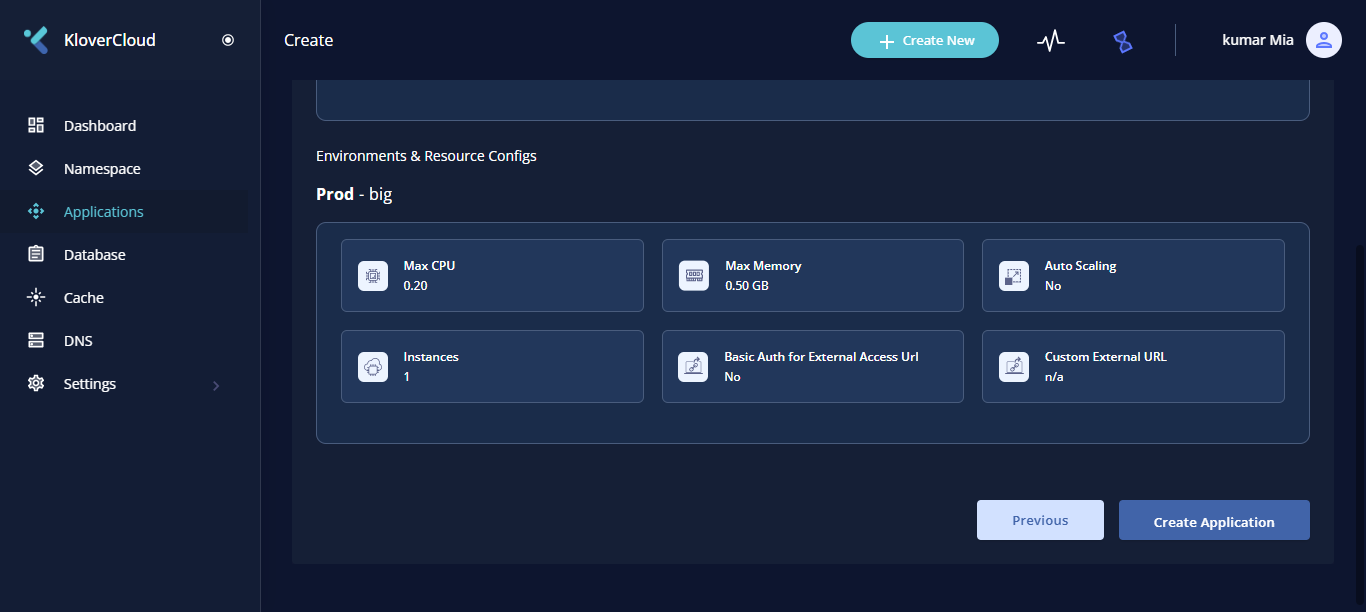 KloverCloud
Create
Create New
kumar Mia
Dashboard
Namespace
Applications
Database
Cache
DNS
Settings
Environments & Resource Configs
Prod - big
Max CPU
0.20
Max Memory
0.50 GB
Auto Scaling
No
Instances
1
Basic Auth for External Access Url
No
Custom External URL
n/a
Previous
Create Application